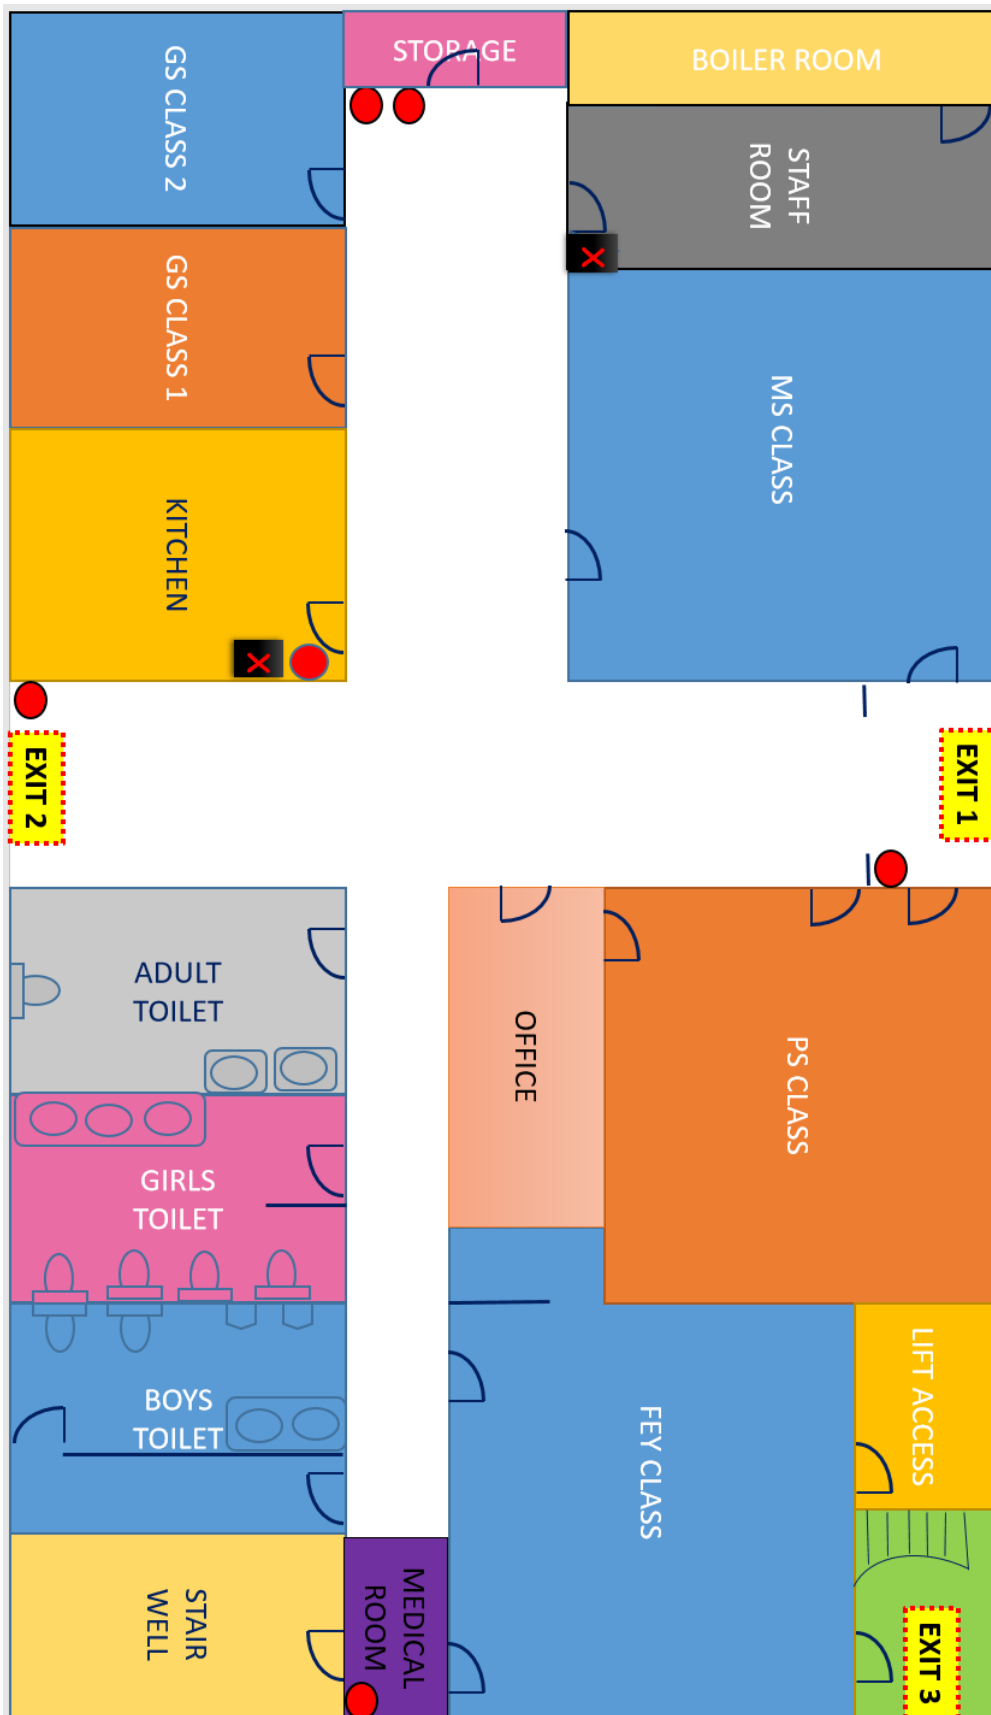 GS CLASS 2
STORAGE
BOILER ROOM
STAFF
ROOM
GS CLASS 1
MS CLASS
KITCHEN
X
X
EXIT 2
EXIT 1
ADULT
TOILET
OFFICE
PS CLASS
GIRLS
TOILET
BOYS
TOILET
FEY CLASS
LIFT ACCESS
STAIR
WELL
MEDICAL
ROOM
EXIT 3